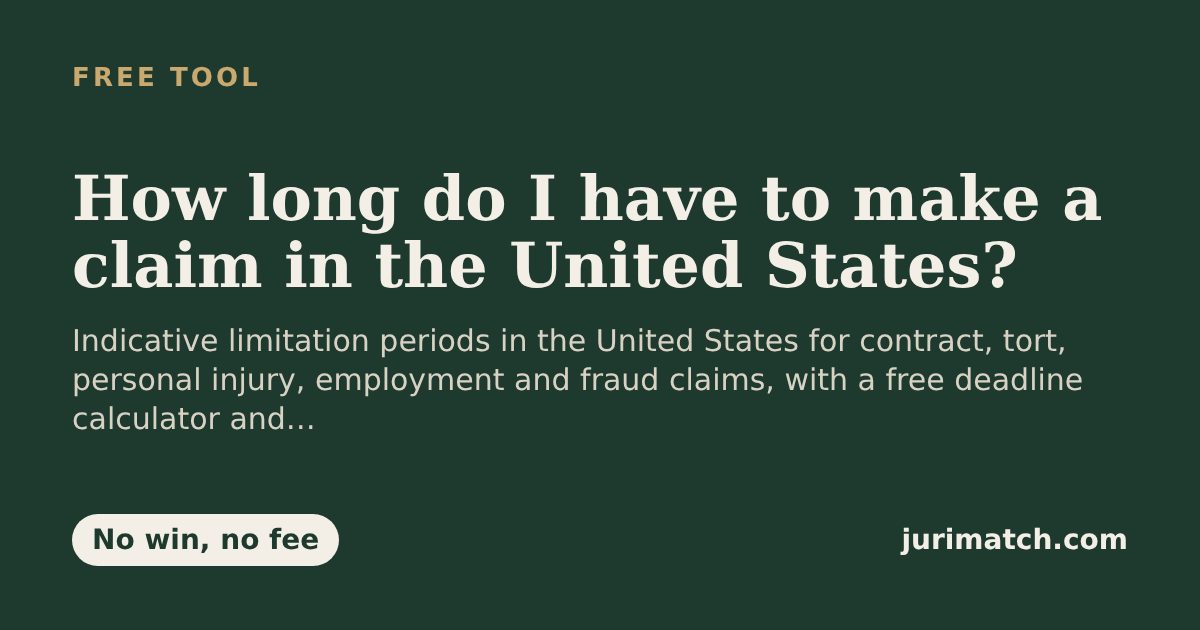 FREE TOOL
How long do I have to make a
claim in the United States?
Indicative limitation periods in the United States for contract, tort,
personal injury, employment and fraud claims, with a free deadline
calculator and…
No win, no fee
jurimatch.com